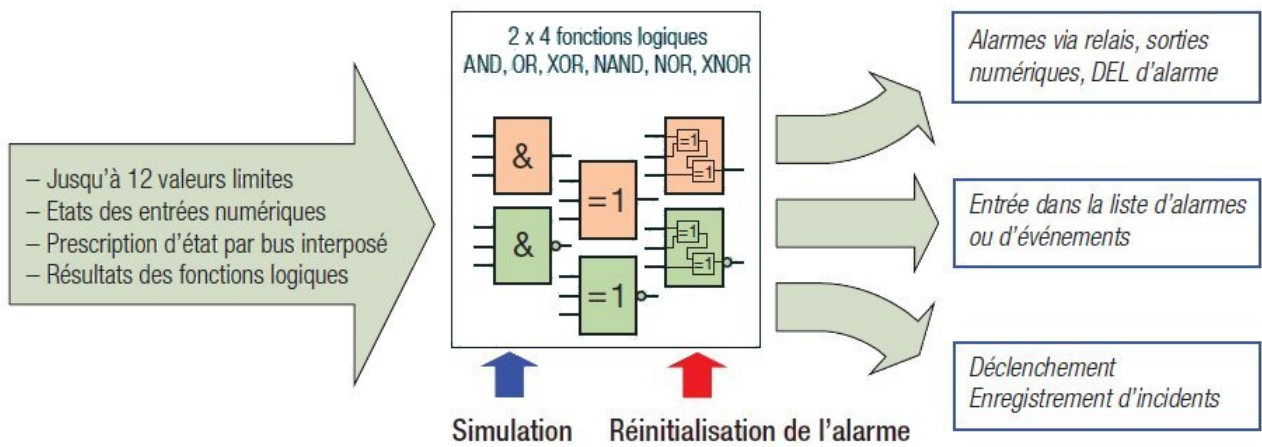 – Jusqu'à 12 valeurs limites
– Etats des entrées numériques
– Prescription d'état par bus interposé
– Résultats des fonctions logiques
2 x 4 fonctions logiques
AND, OR, XOR, NAND, NOR, XNOR
&
=1
=1
=1
&
=1
=1
=1
Simulation
Réinitialisation de l'alarme
Alarmes via relais, sorties
numériques, DEL d'alarme
Entrée dans la liste d'alarmes
ou d'événements
Déclenchement
Enregistrement d'incidents